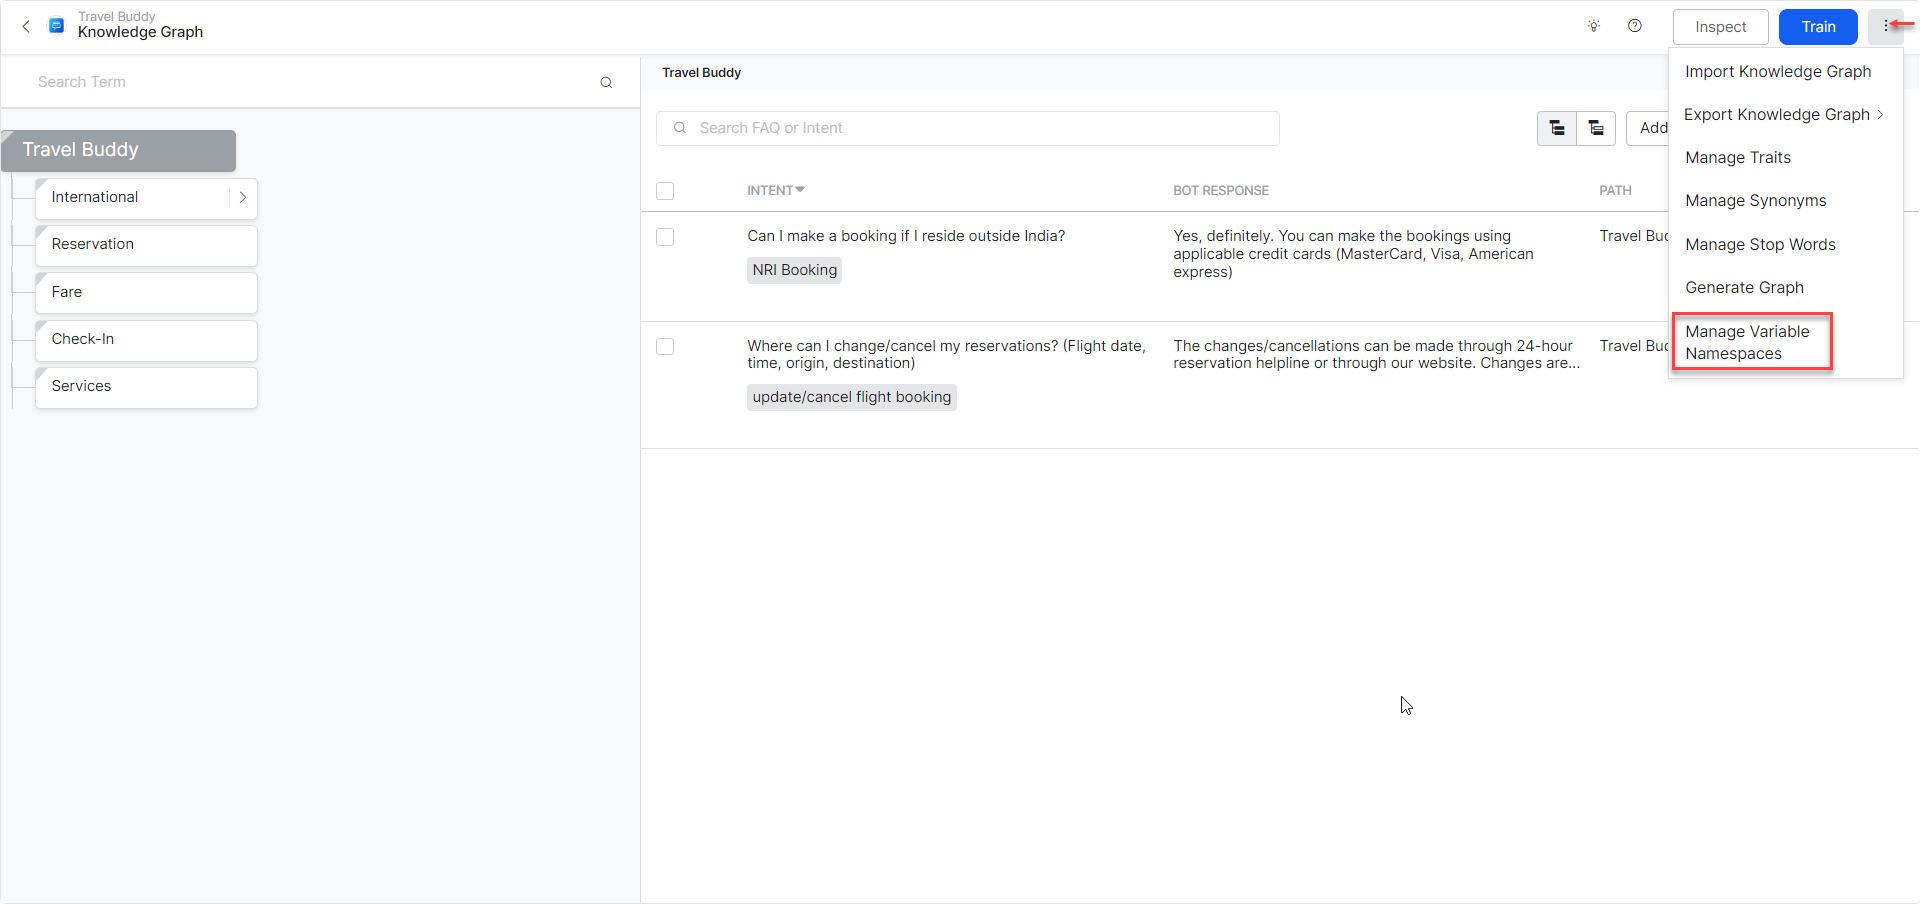 Travel Buddy
Knowledge Graph
Inspect
Train
Search Term
Travel Buddy
International
Reservation
Fare
Check-In
Services
Travel Buddy
Search FAQ or Intent
Add
INTENT
BOT RESPONSE
PATH
Can I make a booking if I reside outside India?
NRI Booking
Yes, definitely. You can make the bookings using
applicable credit cards (MasterCard, Visa, American
express)
Travel Buc
Where can I change/cancel my reservations? (Flight date,
time, origin, destination)
update/cancel flight booking
The changes/cancellations can be made through 24-hour
reservation helpline or through our website. Changes are...
Travel Buc
Import Knowledge Graph
Export Knowledge Graph
Manage Traits
Manage Synonyms
Manage Stop Words
Generate Graph
Manage Variable
Namespaces